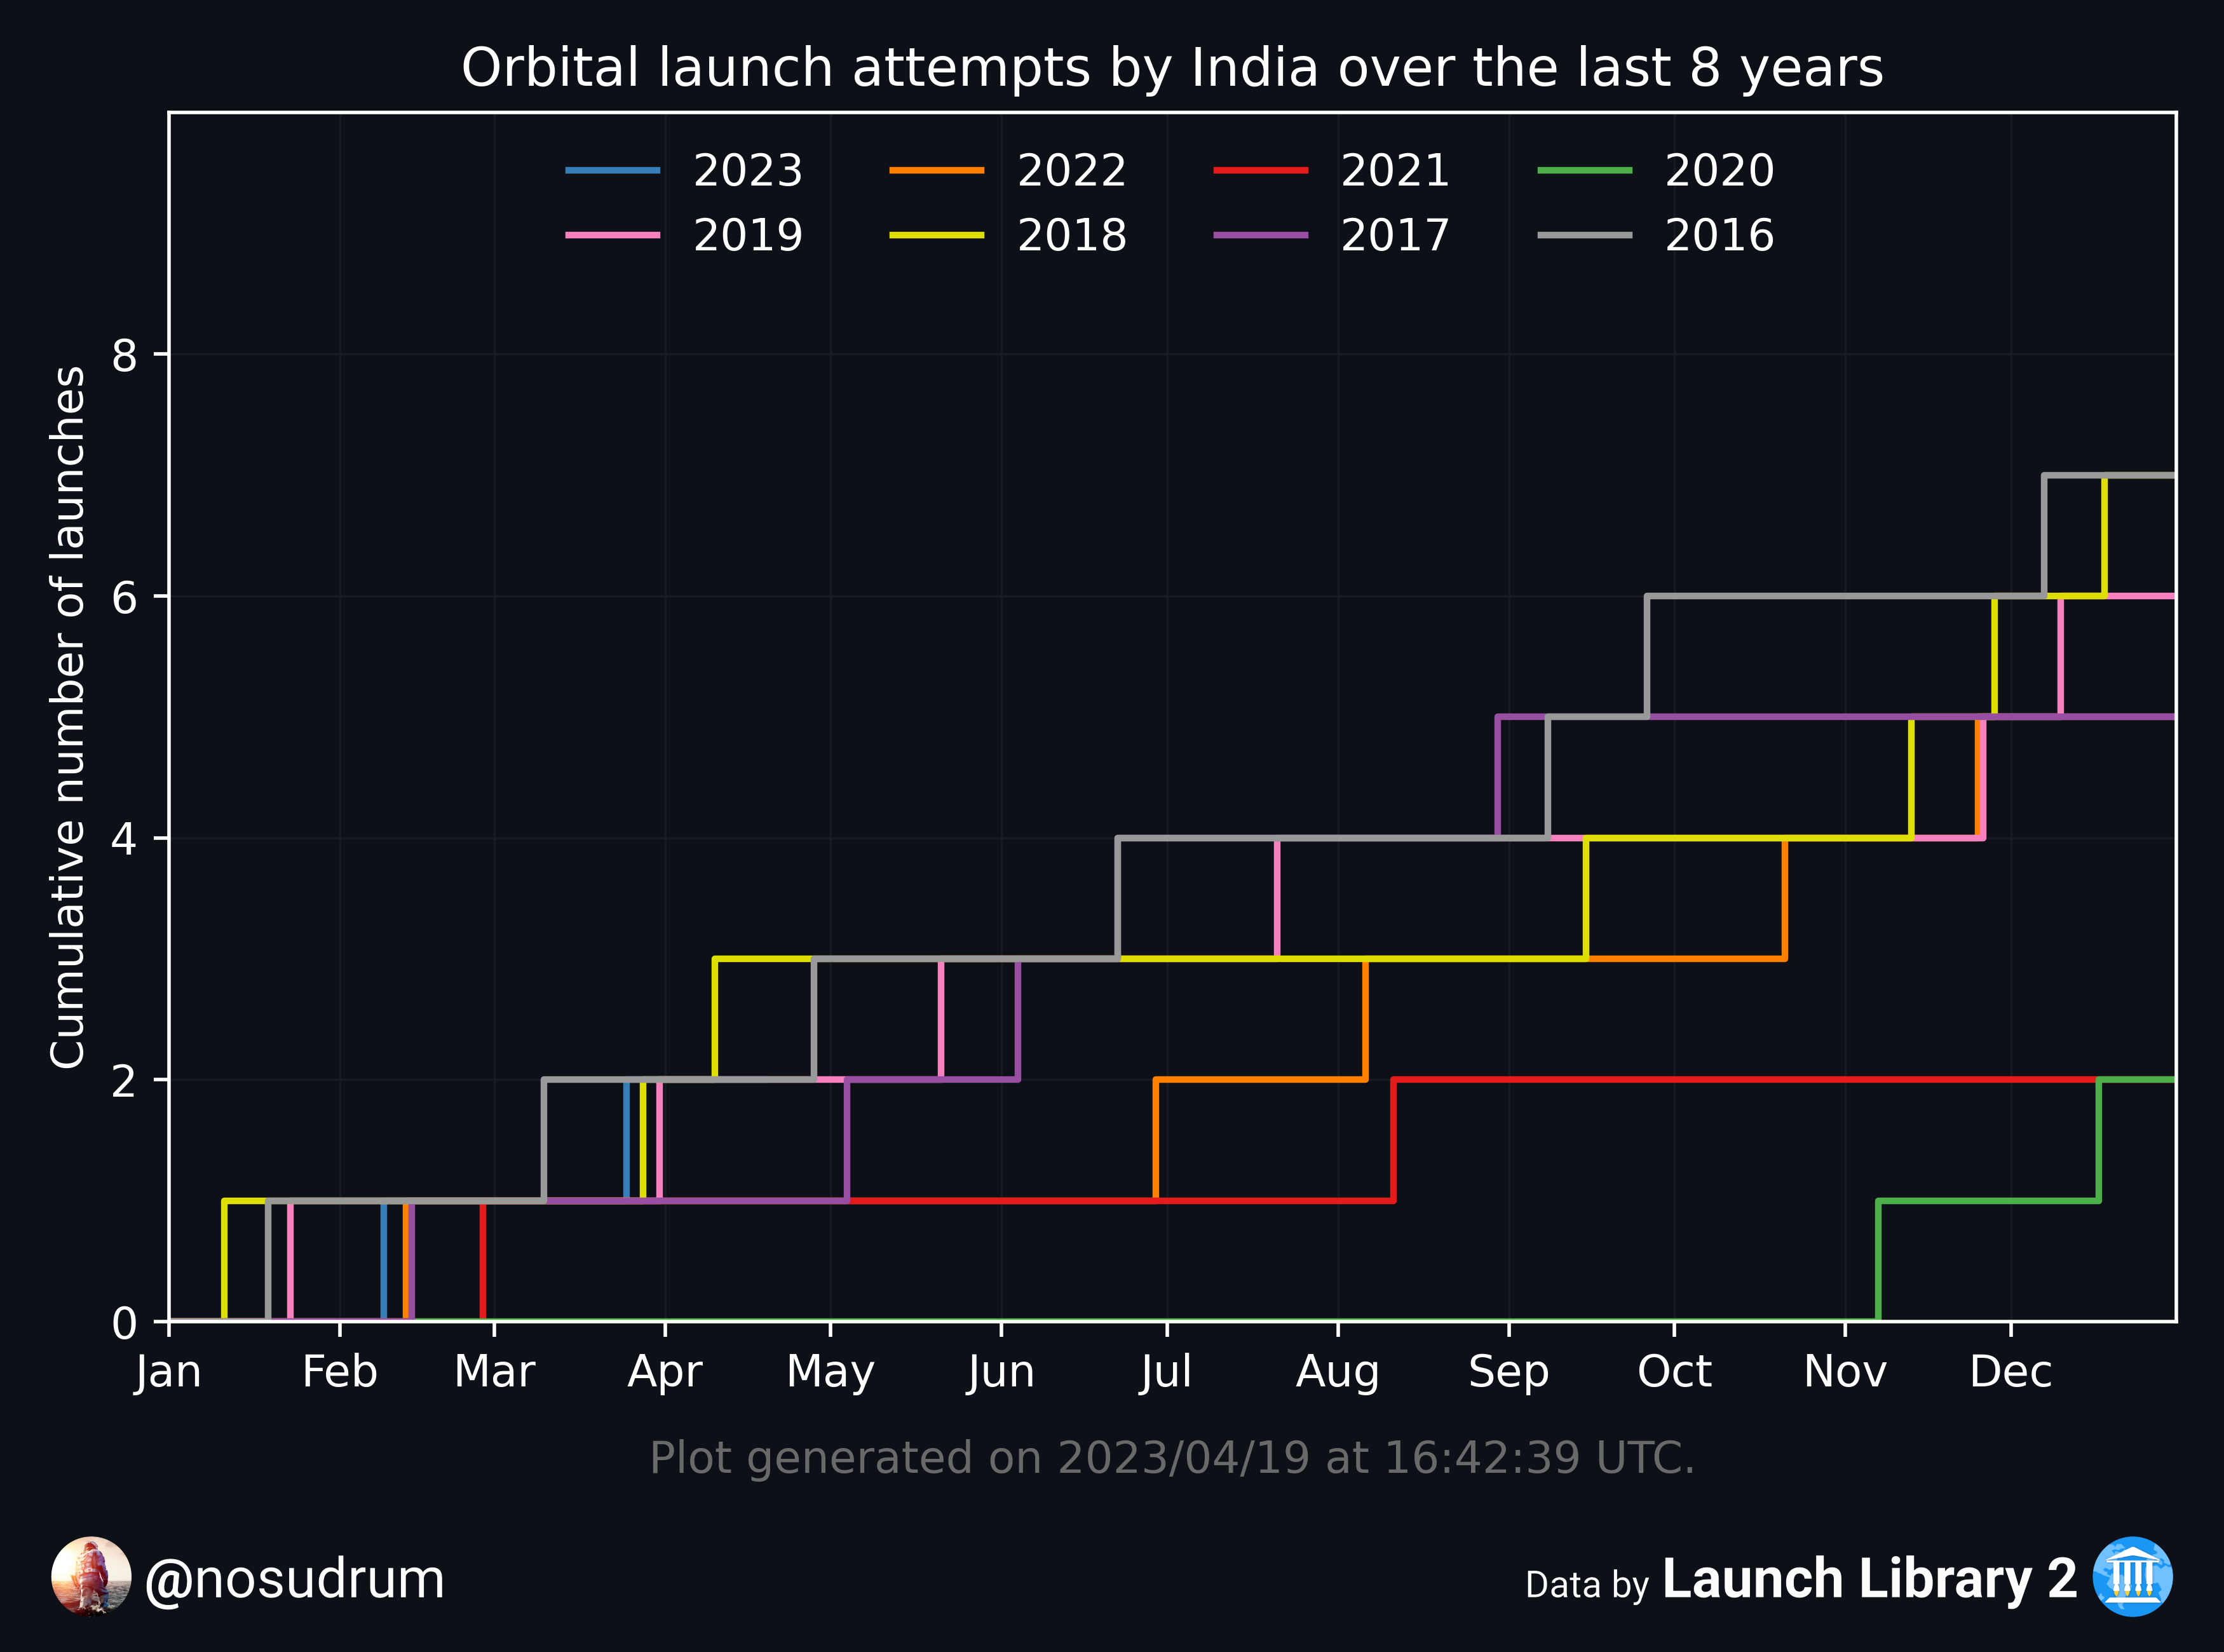 Orbital launch attempts by India over the last 8 years
2023 2022 2021 2020
2019 2018 2017 2016
Cumulative number of launches
8
6
4
2
0
Jan Feb Mar Apr May Jun Jul Aug Sep Oct Nov Dec
Plot generated on 2023/04/19 at 16:42:39 UTC.
@nosudrum
Data by Launch Library 2